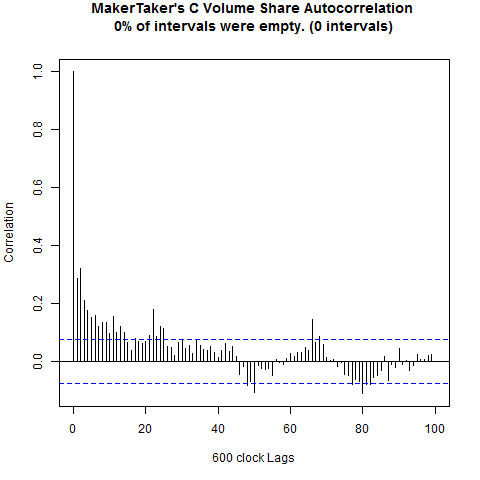 MakerTaker's C Volume Share Autocorrelation
0% of intervals were empty. (0 intervals)
1.0
0.8
0.6
0.4
0.2
0.0
Correlation
0 20 40 60 80 100
600 clock Lags